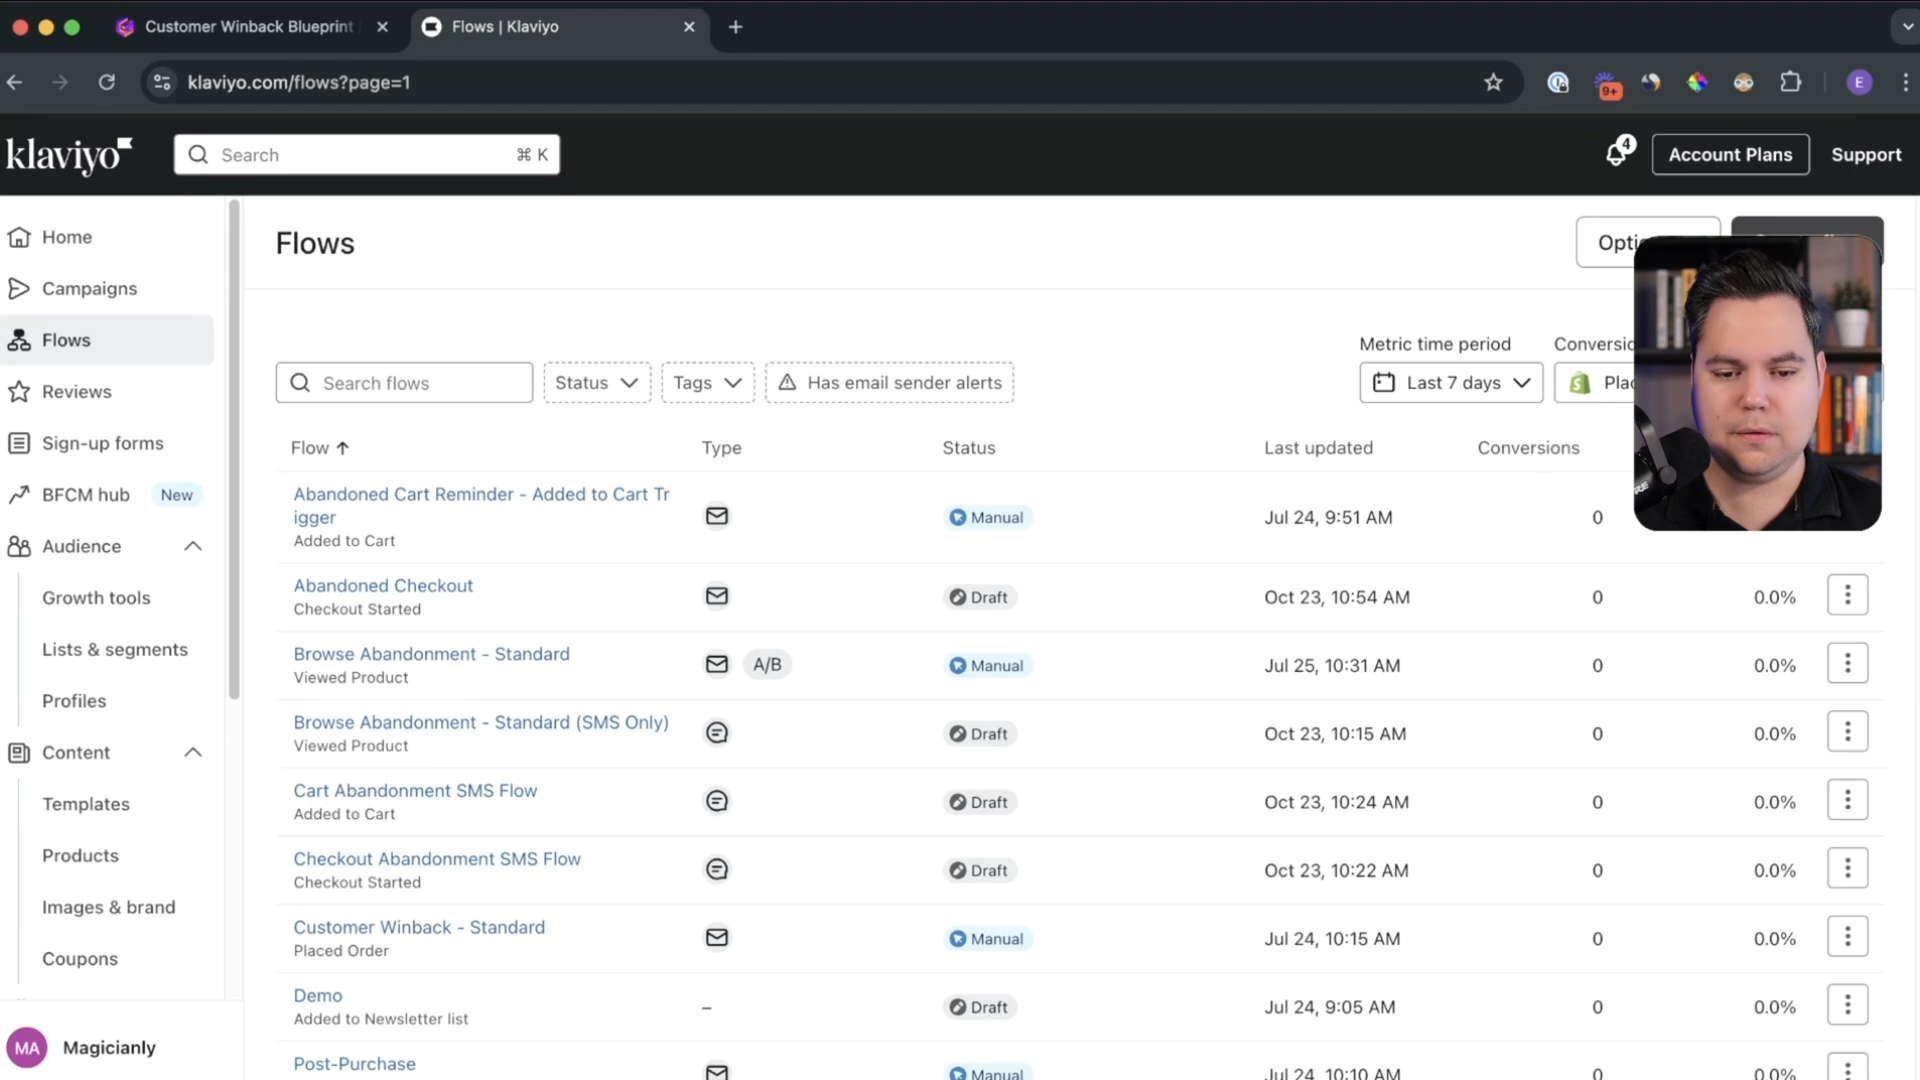 Customer Winback Blueprint
Flows | Klaviyo
klaviyo.com/flows?page=1
9+
E
klaviyo
Search
⌘ K
4
Account Plans
Support
Home
Campaigns
Flows
Reviews
Sign-up forms
BFCM hub
New
Audience
Growth tools
Lists & segments
Profiles
Content
Templates
Products
Images & brand
Coupons
MA
Magicianly
Flows
Search flows
Status
Tags
Has email sender alerts
Metric time period
Last 7 days
Flow
Type
Status
Last updated
Conversions
Abandoned Cart Reminder - Added to Cart Tr
igger
Added to Cart
Manual
Jul 24, 9:51 AM
0
Abandoned Checkout
Checkout Started
Draft
Oct 23, 10:54 AM
0
0.0%
Browse Abandonment - Standard
Viewed Product
A/B
Manual
Jul 25, 10:31 AM
0
0.0%
Browse Abandonment - Standard (SMS Only)
Viewed Product
Draft
Oct 23, 10:15 AM
0
0.0%
Cart Abandonment SMS Flow
Added to Cart
Draft
Oct 23, 10:24 AM
0
0.0%
Checkout Abandonment SMS Flow
Checkout Started
Draft
Oct 23, 10:22 AM
0
0.0%
Customer Winback - Standard
Placed Order
Manual
Jul 24, 10:15 AM
0
0.0%
Demo
Added to Newsletter list
–
Draft
Jul 24, 9:05 AM
0
0.0%
Post-Purchase
Manual
Jul 24, 10:10 AM
0
0.0%